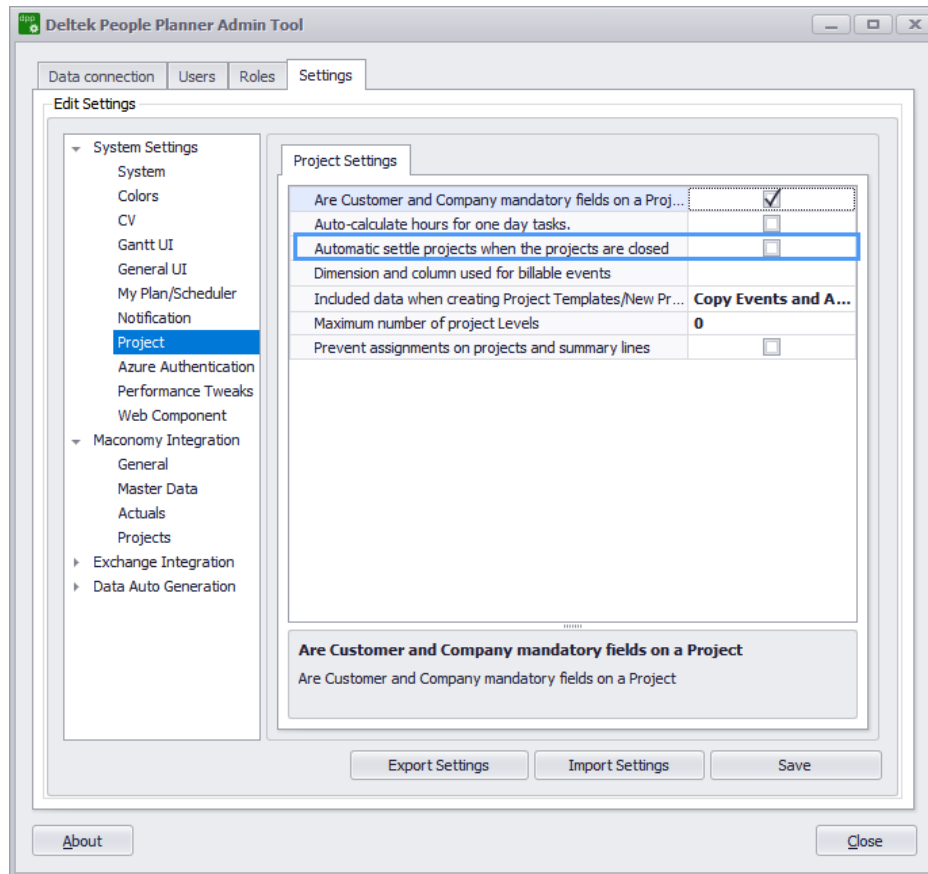 dpp
Deltek People Planner Admin Tool
Data connection Users Roles Settings
Edit Settings
System Settings
System
Colors
CV
Gantt UI
General UI
My Plan/Scheduler
Notification
Project
Azure Authentication
Performance Tweaks
Web Component
Maconomy Integration
General
Master Data
Actuals
Projects
Exchange Integration
Data Auto Generation
Project Settings
Are Customer and Company mandatory fields on a Proj...
Auto-calculate hours for one day tasks.
Automatic settle projects when the projects are closed
Dimension and column used for billable events
Included data when creating Project Templates/New Pr... Copy Events and A...
Maximum number of project Levels 0
Prevent assignments on projects and summary lines
Are Customer and Company mandatory fields on a Project
Are Customer and Company mandatory fields on a Project
Export Settings Import Settings Save
About Close